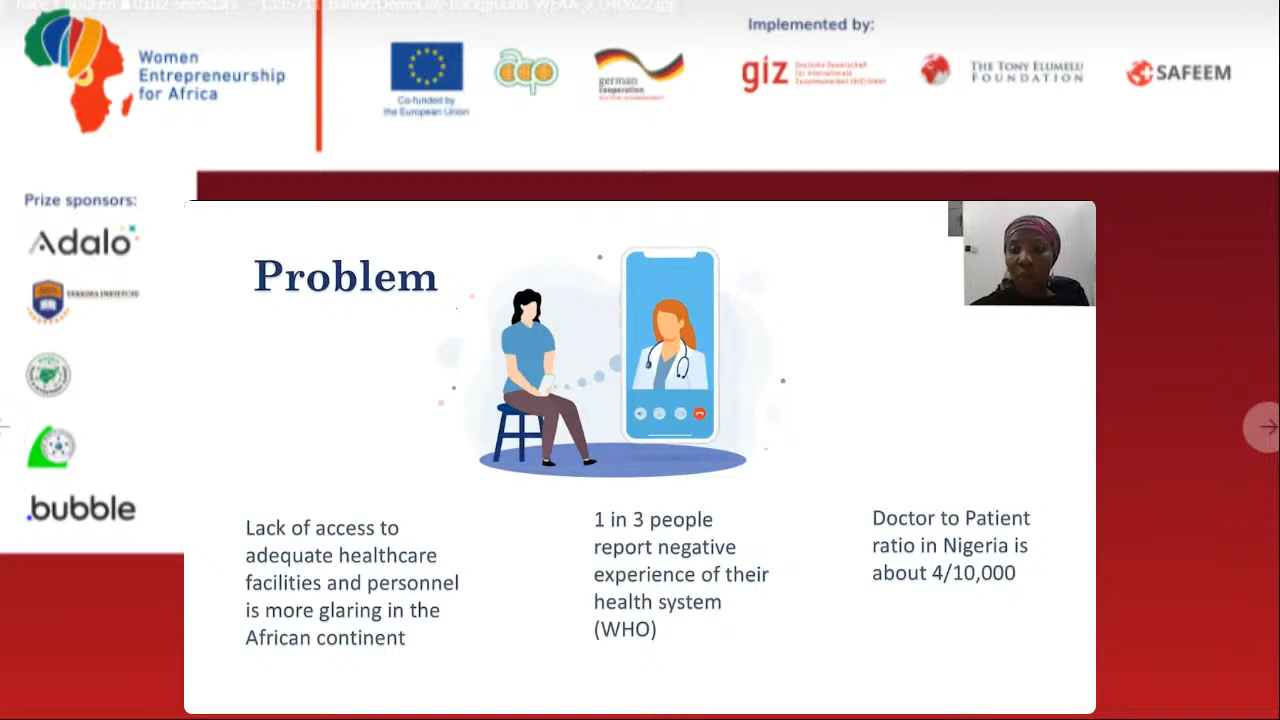 Implemented by:
Women
Entrepreneurship
for Africa
Co-funded by
the European Union
acp
german
cooperation
giz
Deutsche Gesellschaft
für Internationale
Zusammenarbeit (GIZ) GmbH
THE TONY ELUMELU
FOUNDATION
SAFEEM
Prize sponsors:
Adalo
.bubble
Problem
Lack of access to
adequate healthcare
facilities and personnel
is more glaring in the
African continent
1 in 3 people
report negative
experience of their
health system
(WHO)
Doctor to Patient
ratio in Nigeria is
about 4/10,000